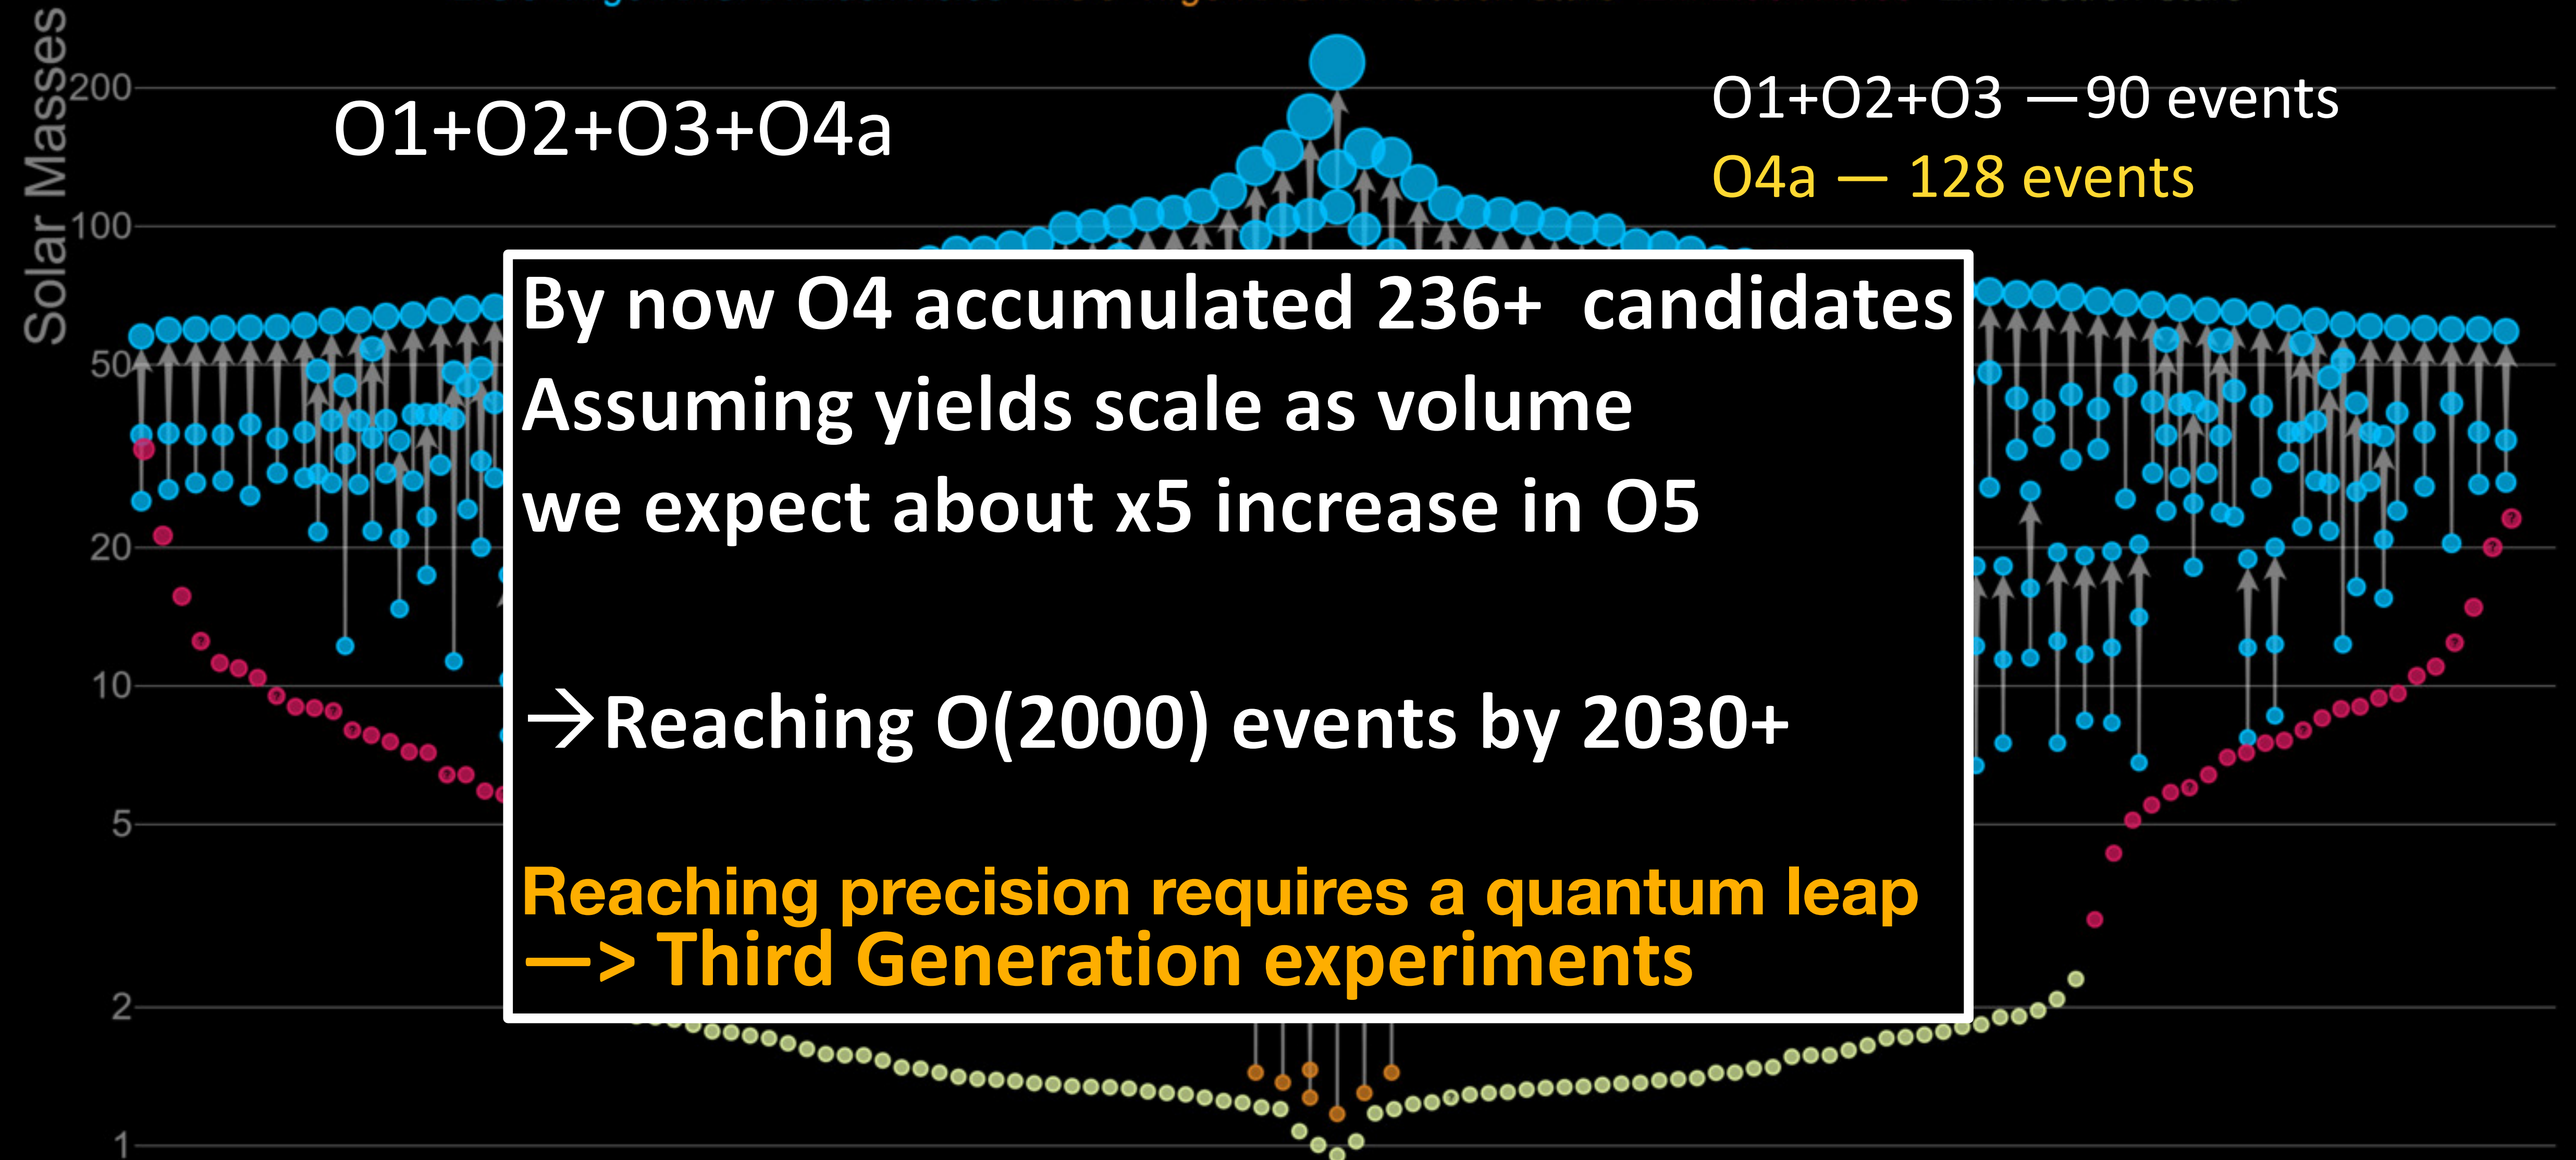 Solar Masses
200
100
50
20
10
5
2
1
O1+O2+O3+O4a
O1+O2+O3 —90 events
O4a — 128 events
By now O4 accumulated 236+ candidates
Assuming yields scale as volume
we expect about x5 increase in O5
→Reaching O(2000) events by 2030+
Reaching precision requires a quantum leap
—> Third Generation experiments